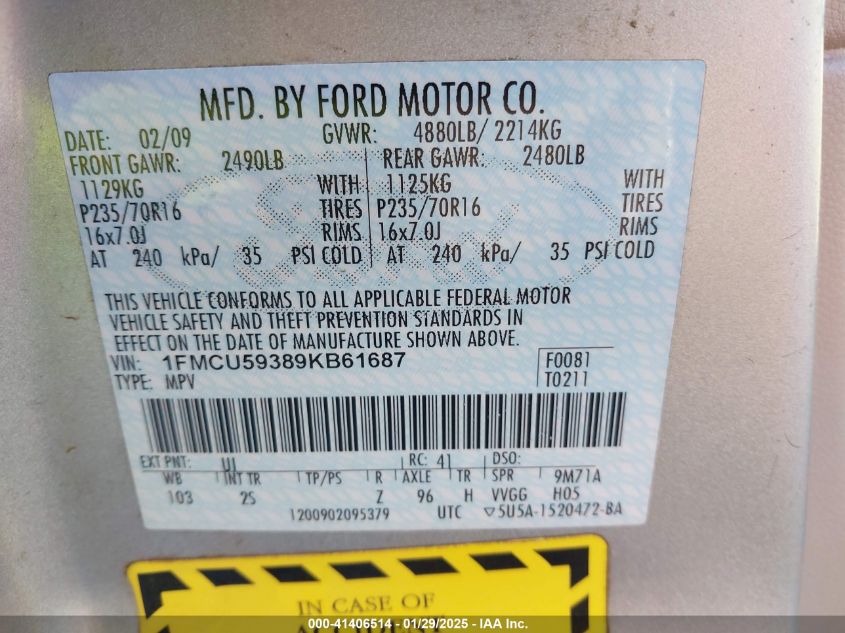 MFD. BY FORD MOTOR CO.
DATE: 02/09 GVWR: 4880LB/ 2214KG
FRONT GAWR: 2490LB REAR GAWR: 2480LB
1129KG WITH 1125KG WITH
P235/70R16 TIRES P235/70R16 TIRES
16x7.0J RIMS 16x7.0J RIMS
AT 240 kPa/ 35 PSI COLD AT 240 kPa/ 35 PSI COLD
THIS VEHICLE CONFORMS TO ALL APPLICABLE FEDERAL MOTOR
VEHICLE SAFETY AND THEFT PREVENTION STANDARDS IN
EFFECT ON THE DATE OF MANUFACTURE SHOWN ABOVE.
VIN: 1FMCU59389KB61687 F0081
TYPE: MPV T0211
EXT PNT: UJ RC: 41 DSO:
WB INT TR TP/PS R AXLE TR SPR 9M71A
103 2S Z 96 H VVGG H05
1200902095379 UTC ▽5U5A-1520472-BA
IN CASE OF
ACCIDENT
000-41406514 - 01/29/2025 - IAA Inc.